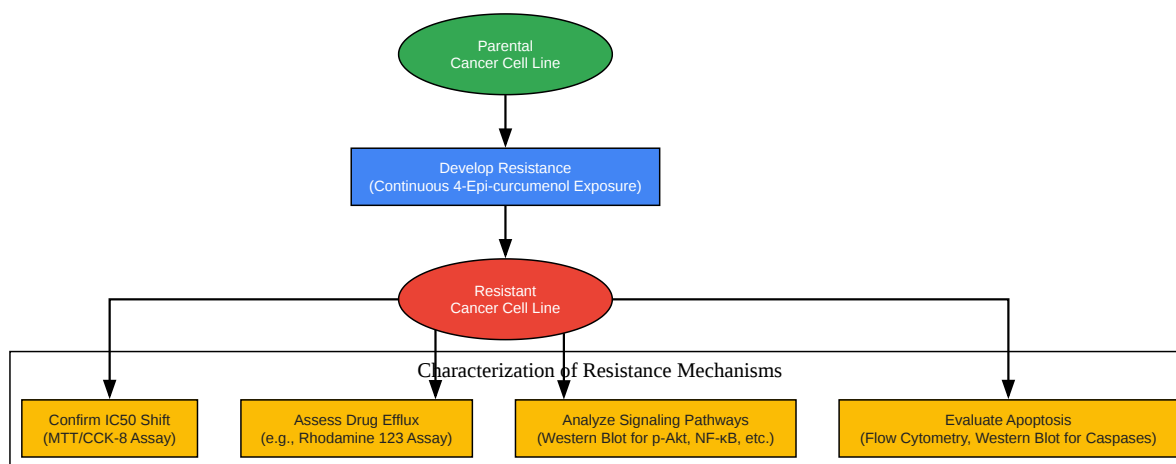 Parental
Cancer Cell Line
Develop Resistance
(Continuous 4-Epi-curcumenol Exposure)
Resistant
Cancer Cell Line
Characterization of Resistance Mechanisms
Confirm IC50 Shift
(MTT/CCK-8 Assay)
Assess Drug Efflux
(e.g., Rhodamine 123 Assay)
Analyze Signaling Pathways
(Western Blot for p-Akt, NF-κB, etc.)
Evaluate Apoptosis
(Flow Cytometry, Western Blot for Caspases)